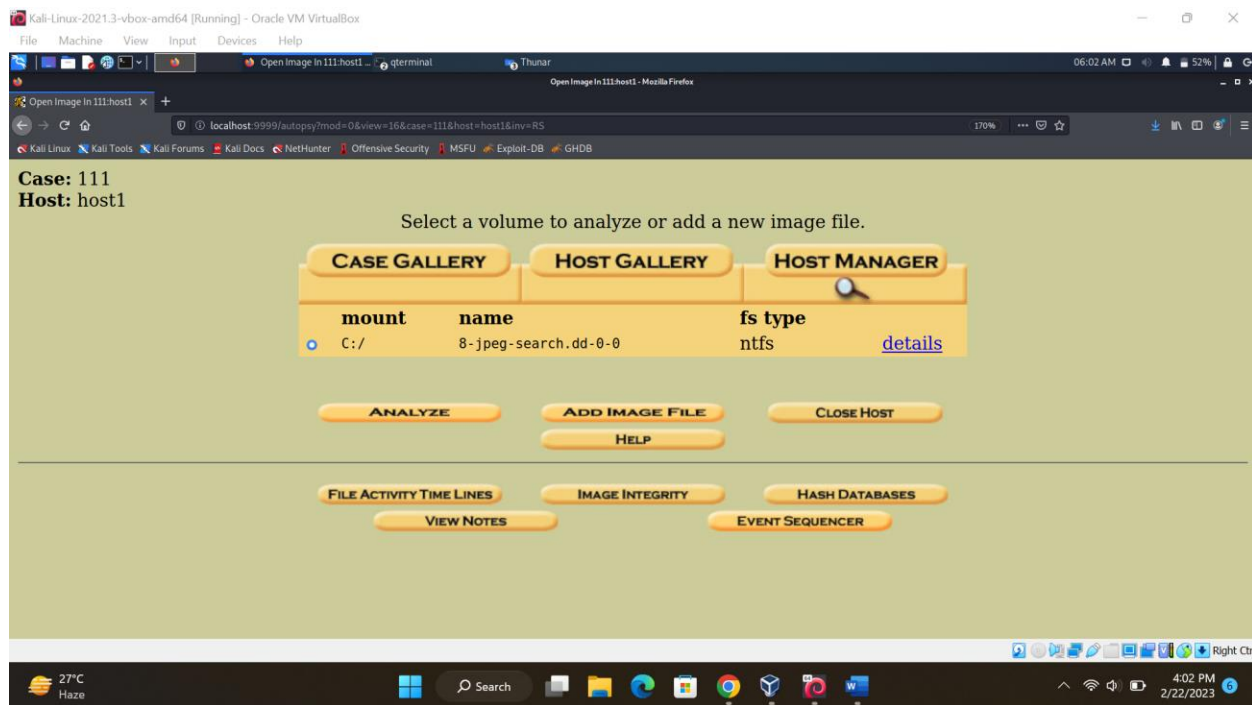 Kali-Linux-2021.3-vbox-amd64 [Running] - Oracle VM VirtualBox
File Machine View Input Devices Help
Open Image In 111:host1 ... qterminal Thunar 06:02 AM 52%
Open Image In 111:host1 - Mozilla Firefox
Open Image In 111:host1
localhost:9999/autopsy?mod=0&view=16&case=111&host=host1&inv=RS 170%
Kali Linux Kali Tools Kali Forums Kali Docs NetHunter Offensive Security MSFU Exploit-DB GHDB
Case: 111
Host: host1
Select a volume to analyze or add a new image file.
CASE GALLERY HOST GALLERY HOST MANAGER
mount name fs type
C:/ 8-jpeg-search.dd-0-0 ntfs details
ANALYZE ADD IMAGE FILE CLOSE HOST
HELP
FILE ACTIVITY TIME LINES IMAGE INTEGRITY HASH DATABASES
VIEW NOTES EVENT SEQUENCER
Right Ctr
27°C
Haze
Search
4:02 PM
2/22/2023
6